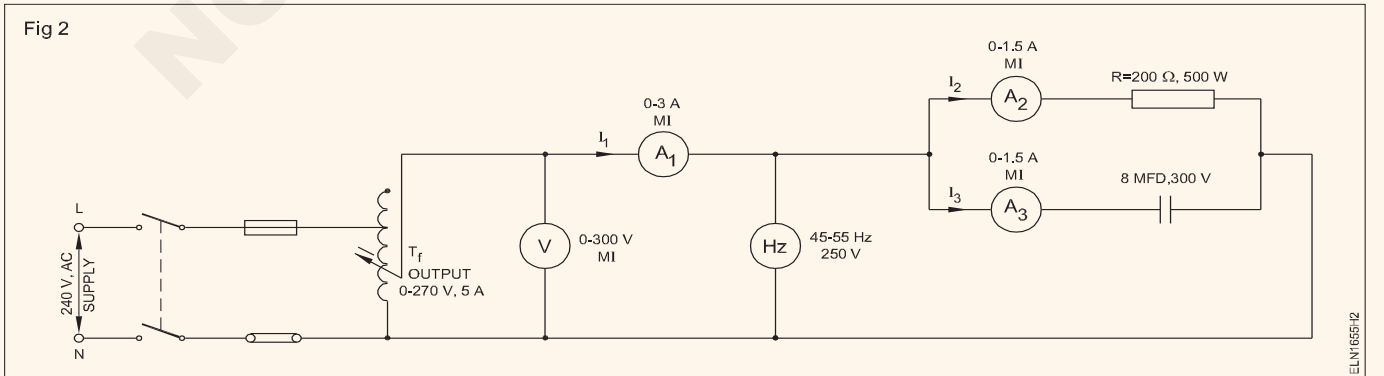 Fig 2
0-1.5 A
MI
I2
A2
R=200 Ω, 500 W
0-3 A
MI
I1
A1
0-1.5 A
MI
I3
A3
8 MFD,300 V
L
240 V, AC
SUPPLY
N
Tf
OUTPUT
0-270 V, 5 A
V
0-300 V
MI
Hz
45-55 Hz
250 V
ELN1655H2